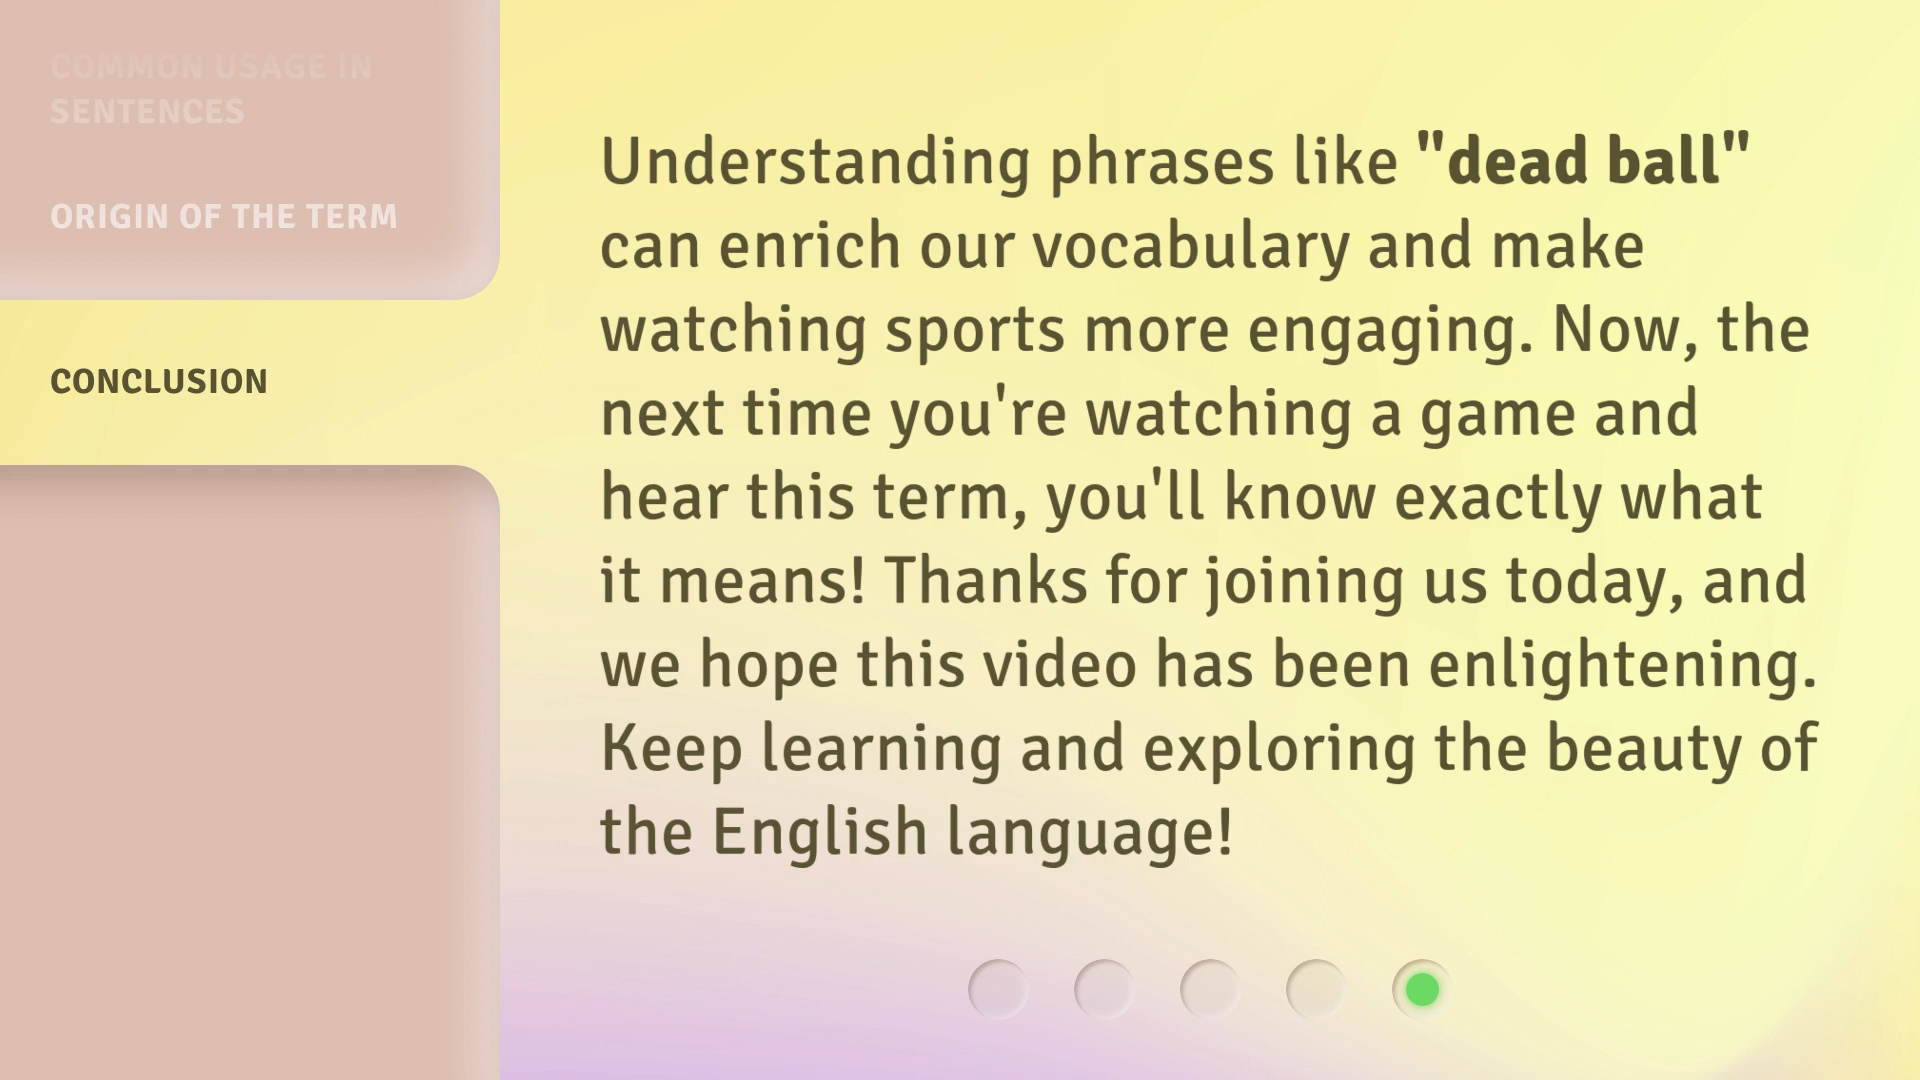 COMMON USAGE IN
SENTENCES
ORIGIN OF THE TERM
CONCLUSION
Understanding phrases like "dead ball"
can enrich our vocabulary and make
watching sports more engaging. Now, the
next time you're watching a game and
hear this term, you'll know exactly what
it means! Thanks for joining us today, and
we hope this video has been enlightening.
Keep learning and exploring the beauty of
the English language!